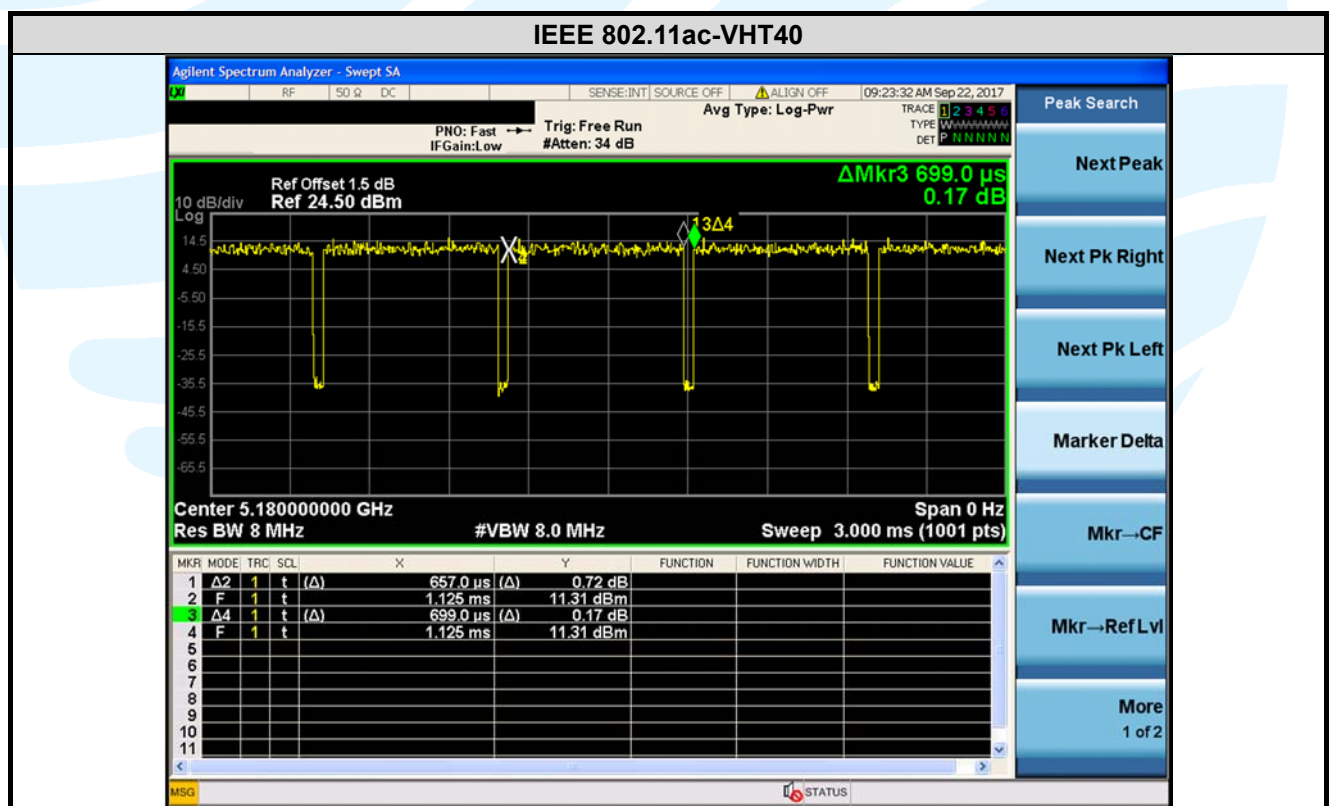 IEEE 802.11ac-VHT40
Agilent Spectrum Analyzer - Swept SA
LXI RF 50 Ω DC SENSE:INT SOURCE OFF ALIGN OFF 09:23:32 AM Sep 22, 2017
Avg Type: Log-Pwr
TRACE 1 2 3 4 5 6
PNO: Fast Trig: Free Run
TYPE WWWWWW
IFGain:Low #Atten: 34 dB
DET P N N N N N
Peak Search
Next Peak
Next Pk Right
Next Pk Left
Marker Delta
Mkr→CF
Mkr→Ref Lvl
More
1 of 2
ΔMkr3 699.0 µs
0.17 dB
Ref Offset 1.5 dB
10 dB/div Ref 24.50 dBm
Log
14.5
4.50
-5.50
-15.5
-25.5
-35.5
-45.5
-55.5
-65.5
13Δ4
Center 5.180000000 GHz Span 0 Hz
Res BW 8 MHz #VBW 8.0 MHz Sweep 3.000 ms (1001 pts)
MKR MODE TRC SCL X Y FUNCTION FUNCTION WIDTH FUNCTION VALUE
1 Δ2 1 t (Δ) 657.0 µs (Δ) 0.72 dB
2 F 1 t 1.125 ms 11.31 dBm
3 Δ4 1 t (Δ) 699.0 µs (Δ) 0.17 dB
4 F 1 t 1.125 ms 11.31 dBm
5
6
7
8
9
10
11
MSG STATUS